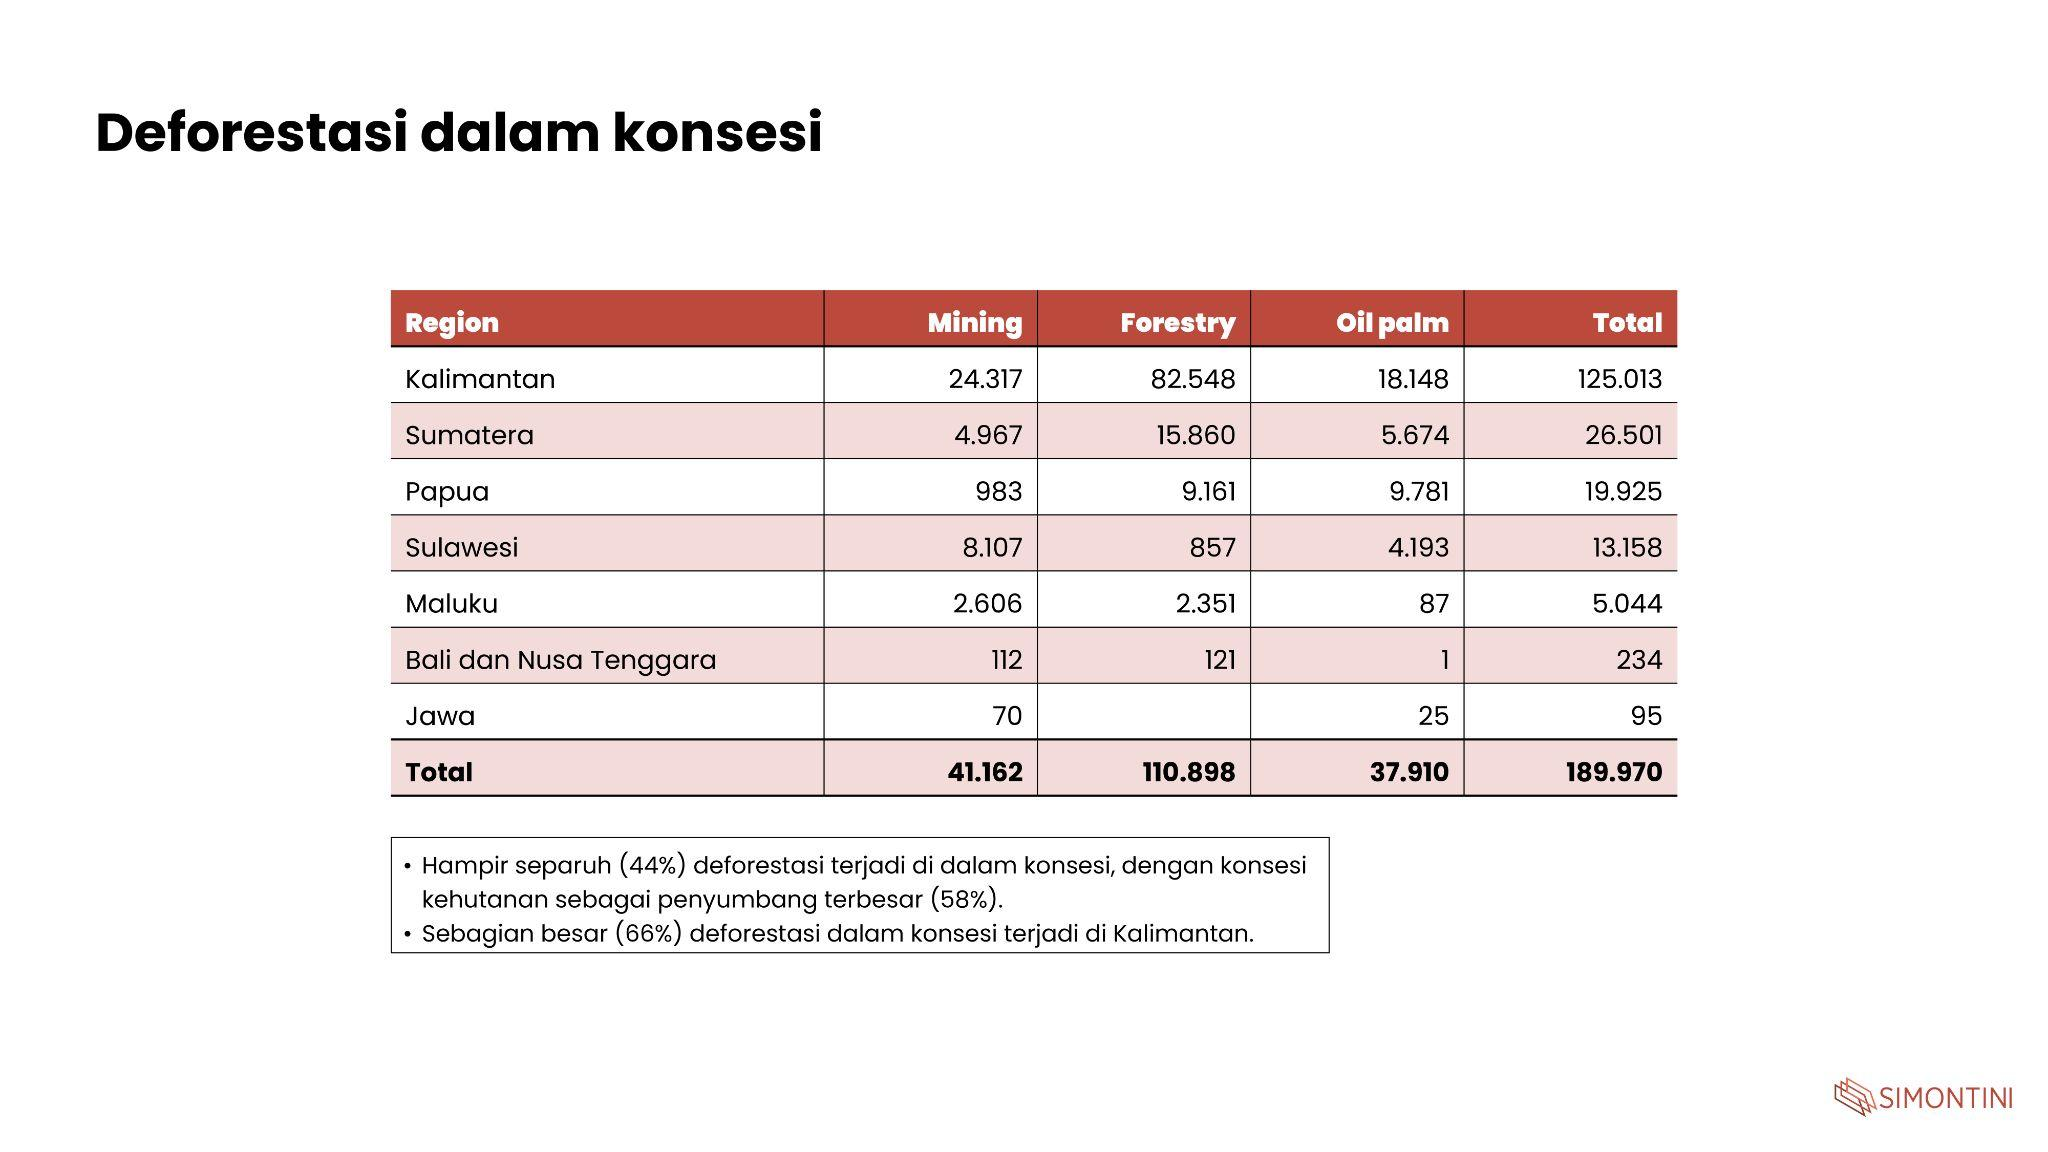 Deforestasi dalam konsesi
Region Mining Forestry Oil palm Total
Kalimantan 24.317 82.548 18.148 125.013
Sumatera 4.967 15.860 5.674 26.501
Papua 983 9.161 9.781 19.925
Sulawesi 8.107 857 4.193 13.158
Maluku 2.606 2.351 87 5.044
Bali dan Nusa Tenggara 112 121 1 234
Jawa 70 25 95
Total 41.162 110.898 37.910 189.970
• Hampir separuh (44%) deforestasi terjadi di dalam konsesi, dengan konsesi
kehutanan sebagai penyumbang terbesar (58%).
• Sebagian besar (66%) deforestasi dalam konsesi terjadi di Kalimantan.
SIMONTINI